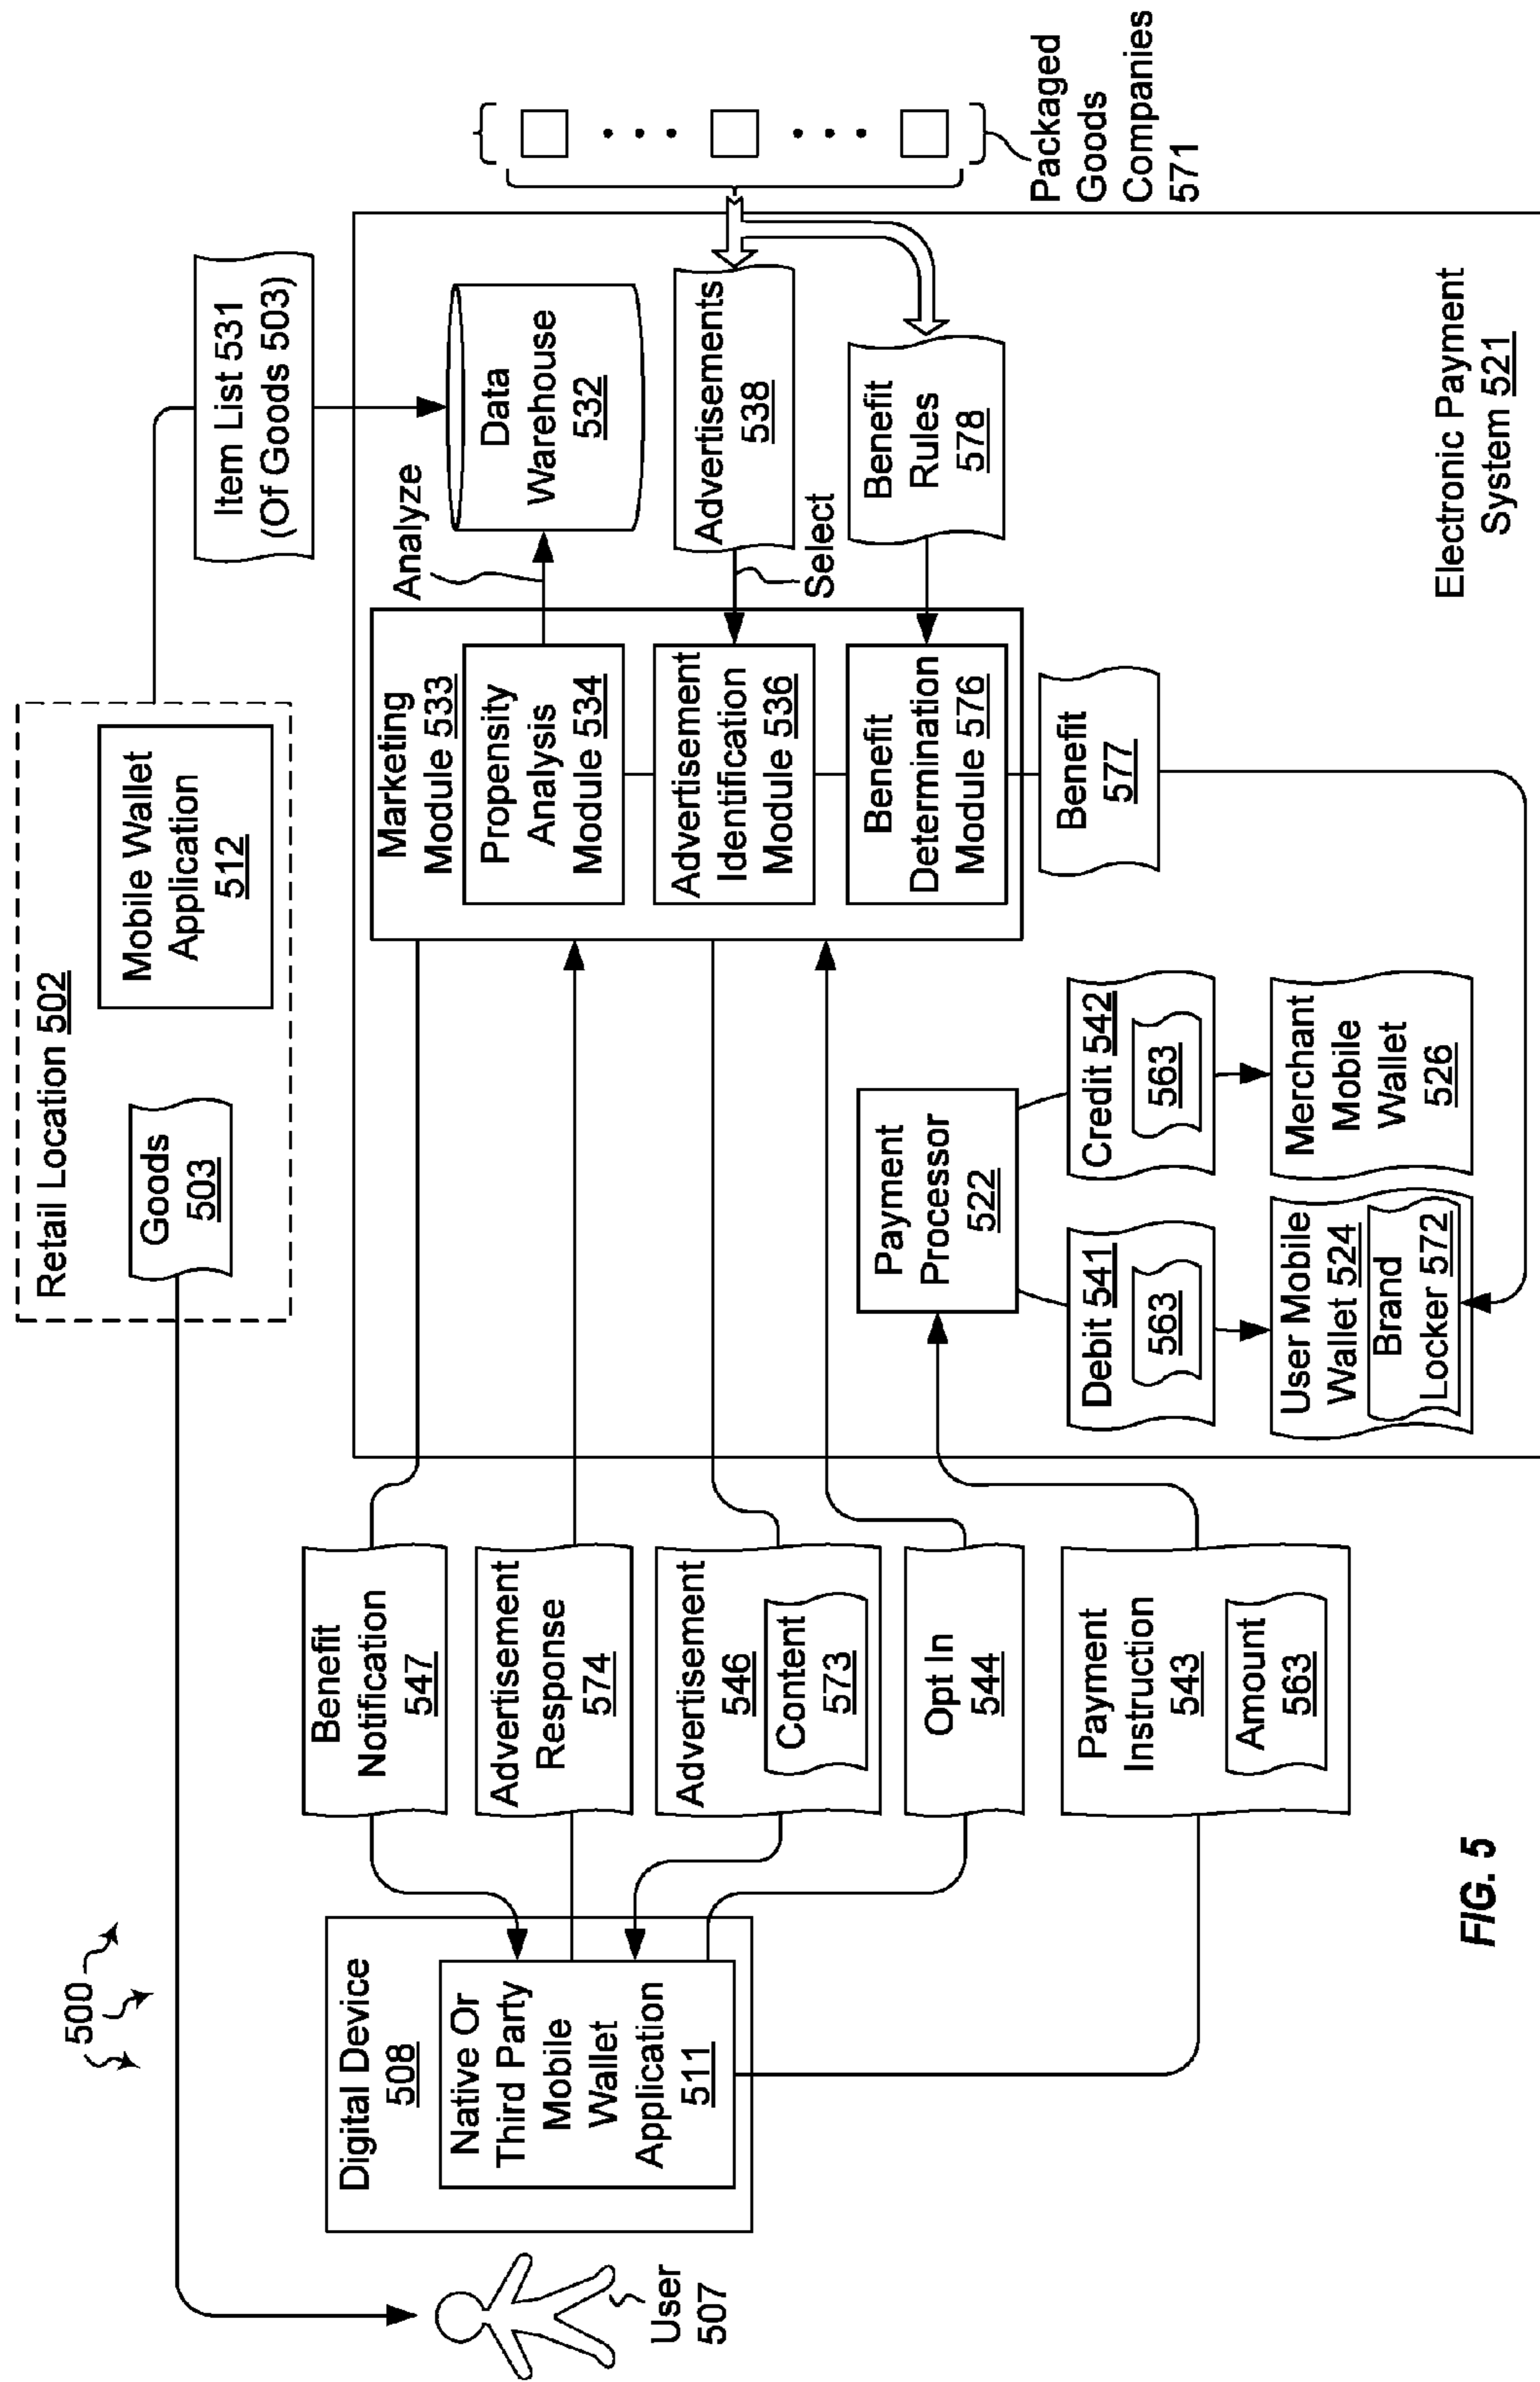 500
Retail Location 502
Goods
503
Mobile Wallet
Application
512
Item List 531
(Of Goods 503)
User
507
Digital Device
508
Native Or
Third Party
Mobile
Wallet
Application
511
Benefit
Notification
547
Advertisement
Response
574
Advertisement
546
Content
573
Opt In
544
Payment
Instruction
543
Amount
563
Marketing
Module 533
Propensity
Analysis
Module 534
Advertisement
Identification
Module 536
Benefit
Determination
Module 576
Analyze
Data
Warehouse
532
Advertisements
538
Select
Benefit
Rules
578
Benefit
577
Payment
Processor
522
Debit 541
563
Credit 542
563
User Mobile
Wallet 524
Brand
Locker 572
Merchant
Mobile
Wallet
526
Packaged
Goods
Companies
571
Electronic Payment
System 521
FIG. 5